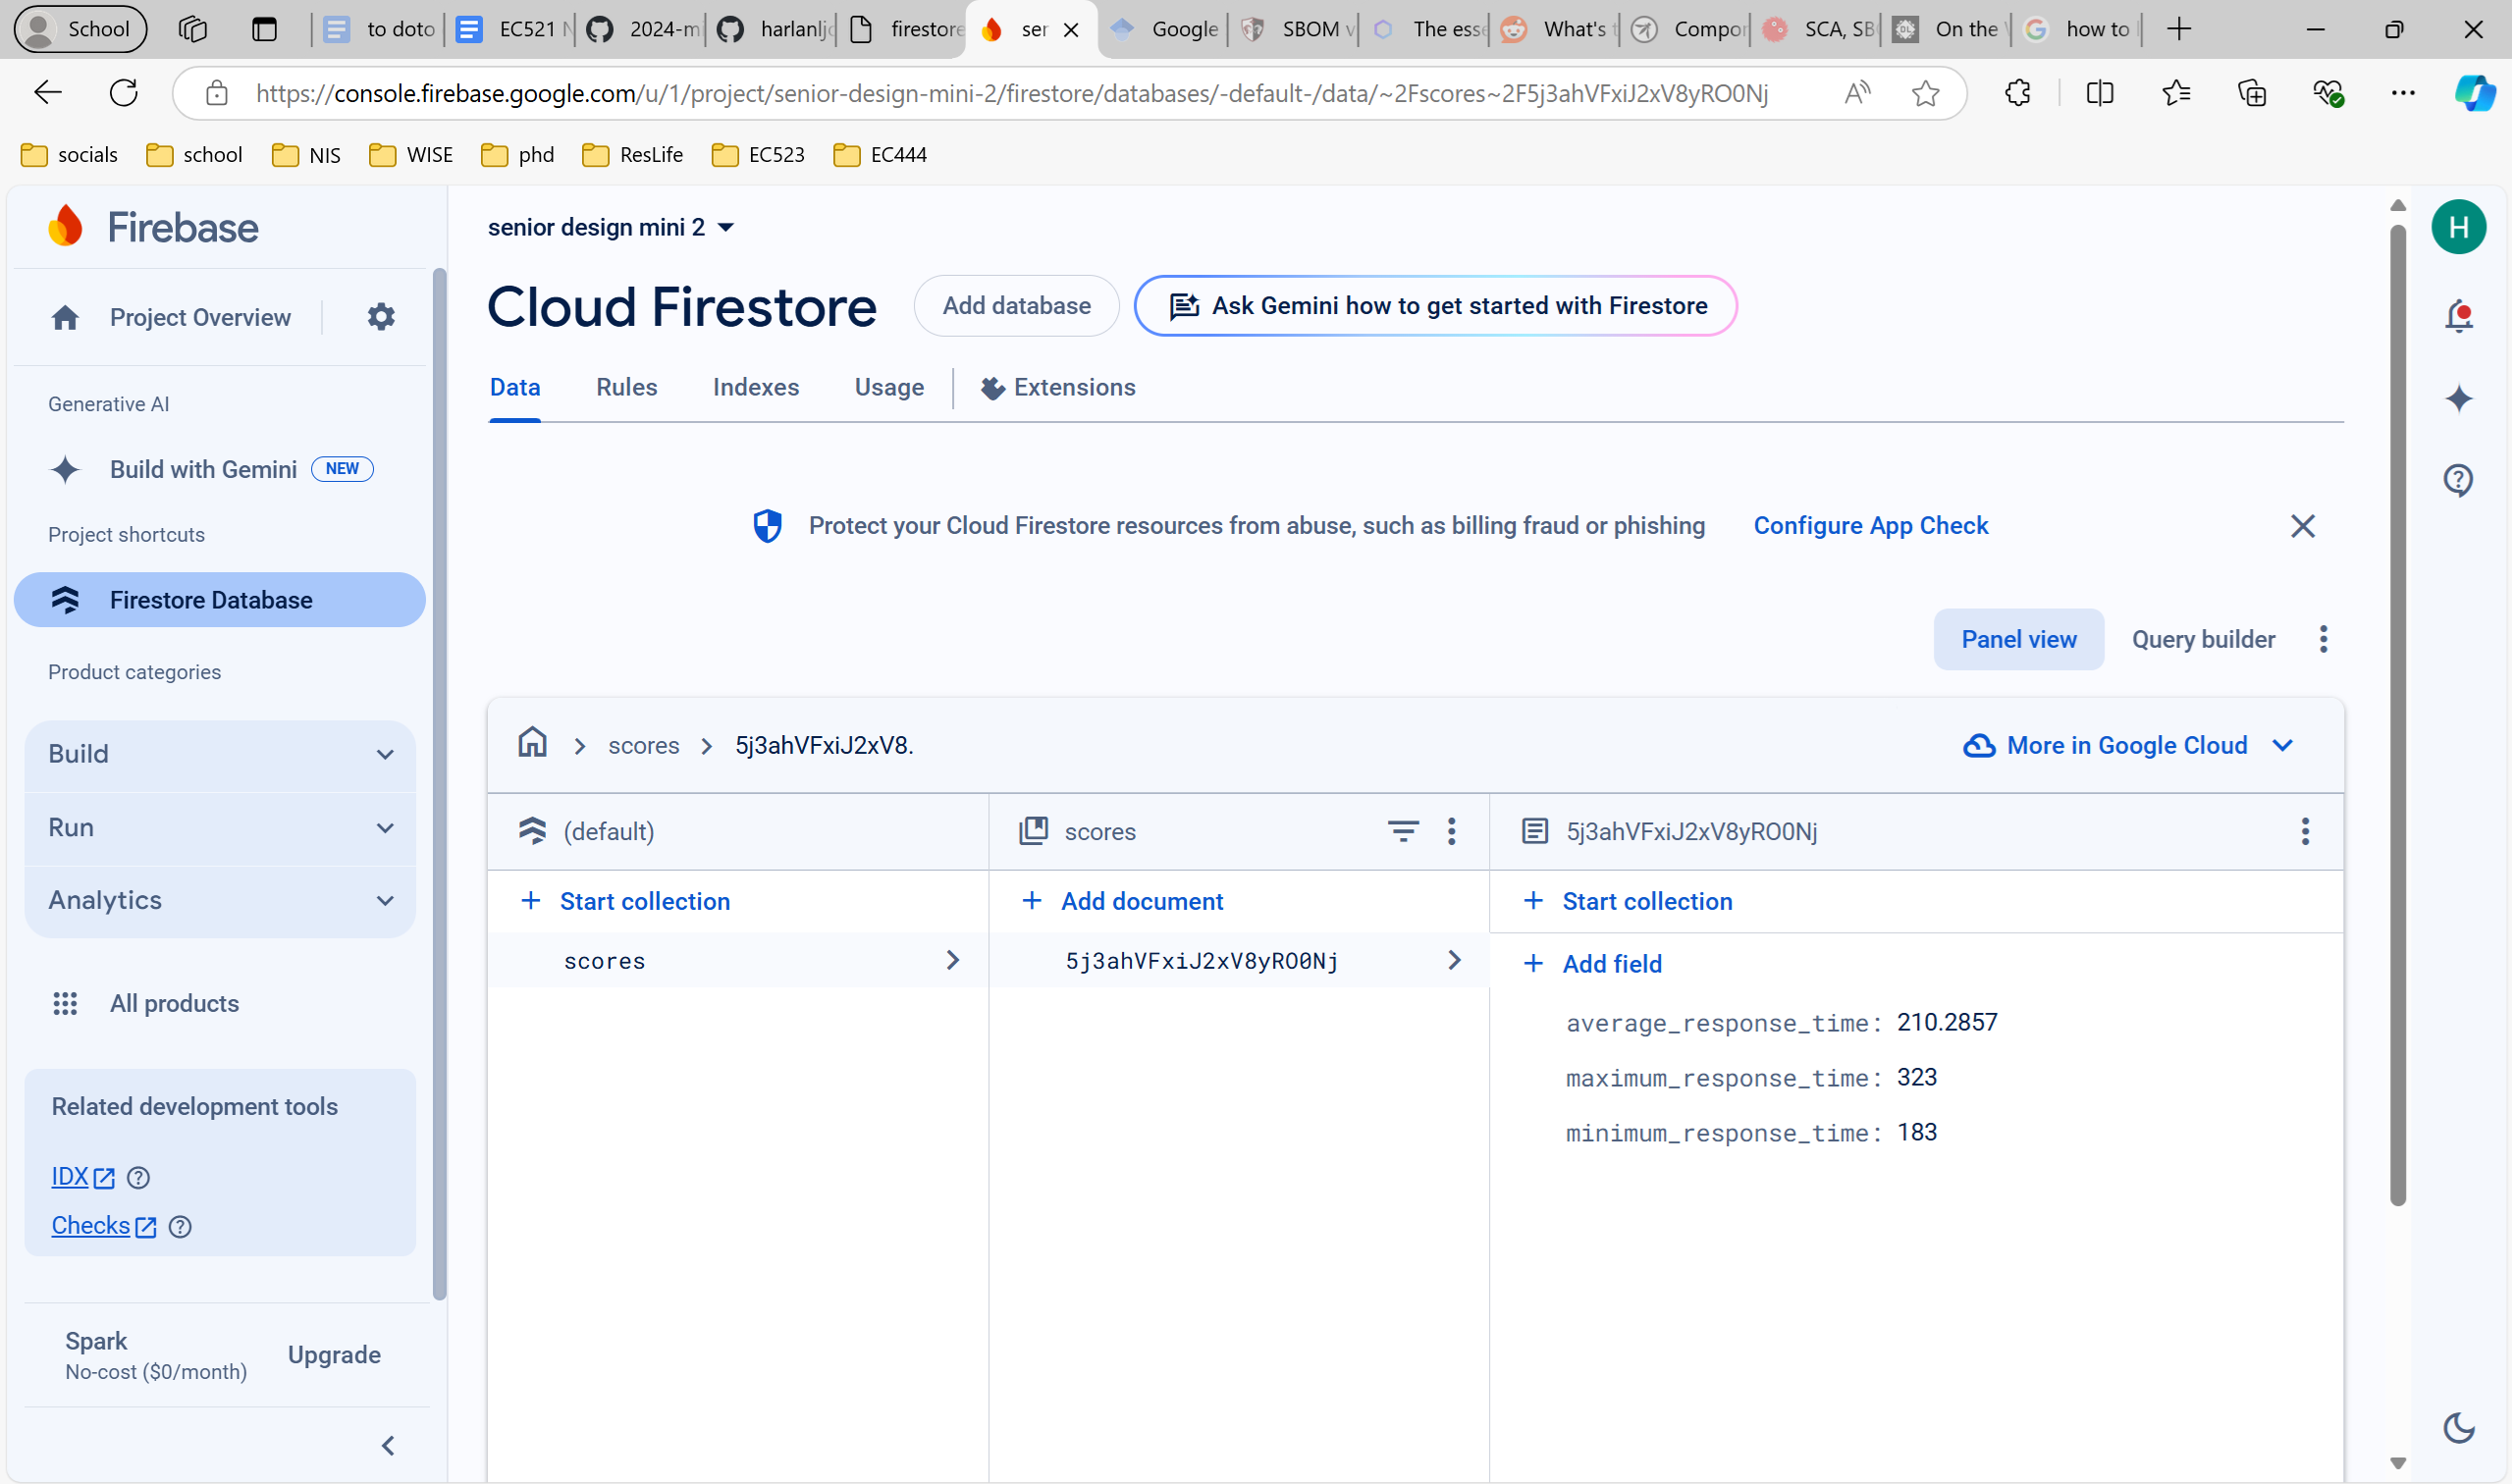 School
to doto
EC521 N
2024-mi
harlanljo
firestore
ser
Google
SBOM v
The esse
What's t
Compor
SCA, SB
On the
how to
https://console.firebase.google.com/u/1/project/senior-design-mini-2/firestore/databases/-default-/data/~2Fscores~2F5j3ahVFxiJ2xV8yRO0Nj
socials
school
NIS
WISE
phd
ResLife
EC523
EC444
Firebase
Project Overview
Generative AI
Build with Gemini NEW
Project shortcuts
Firestore Database
Product categories
Build
Run
Analytics
All products
Related development tools
IDX
Checks
Spark
No-cost ($0/month)
Upgrade
senior design mini 2
H
Cloud Firestore
Add database
Ask Gemini how to get started with Firestore
Data
Rules
Indexes
Usage
Extensions
Protect your Cloud Firestore resources from abuse, such as billing fraud or phishing
Configure App Check
Panel view
Query builder
scores
5j3ahVFxiJ2xV8.
More in Google Cloud
(default)
scores
5j3ahVFxiJ2xV8yRO0Nj
+ Start collection
+ Add document
+ Start collection
scores
5j3ahVFxiJ2xV8yRO0Nj
+ Add field
average_response_time: 210.2857
maximum_response_time: 323
minimum_response_time: 183